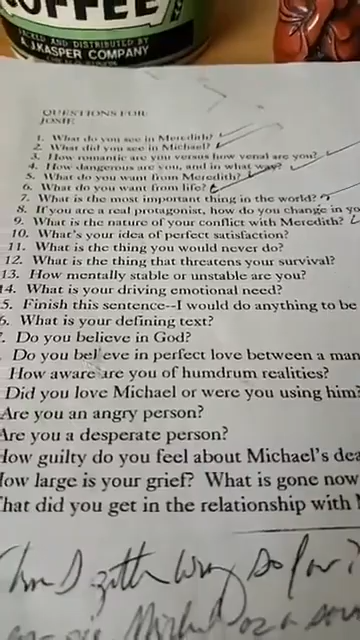 COFFEE
PACKED AND DISTRIBUTED BY
A. J. KASPER COMPANY
QUESTIONS FOR
JOSIE:
1. What do you see in Meredith?
2. What did you see in Michael?
3. How romantic are you versus how venal are you?
4. How dangerous are you, and in what way?
5. What do you want from Meredith?
6. What do you want from life?
7. What is the most important thing in the world?
8. If you are a real protagonist, how do you change in yo
9. What is the nature of your conflict with Meredith?
10. What's your idea of perfect satisfaction?
11. What is the thing you would never do?
12. What is the thing that threatens your survival?
13. How mentally stable or unstable are you?
14. What is your driving emotional need?
5. Finish this sentence--I would do anything to be
6. What is your defining text?
Do you believe in God?
Do you believe in perfect love between a man
How aware are you of humdrum realities?
Did you love Michael or were you using him?
Are you an angry person?
Are you a desperate person?
How guilty do you feel about Michael's dea
How large is your grief? What is gone now
hat did you get in the relationship with
so far?
Michael as a